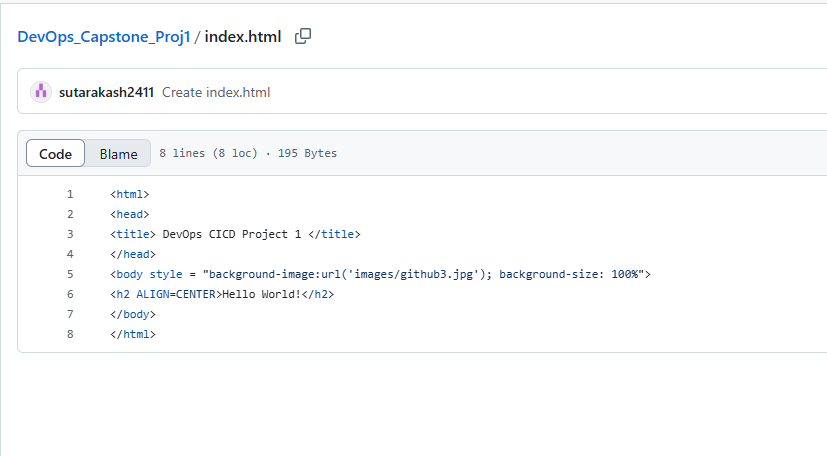 DevOps_Capstone_Proj1 / index.html
sutarakash2411 Create index.html
Code Blame 8 lines (8 loc) · 195 Bytes
1 <html>
2 <head>
3 <title> DevOps CICD Project 1 </title>
4 </head>
5 <body style = "background-image:url('images/github3.jpg'); background-size: 100%">
6 <h2 ALIGN=CENTER>Hello World!</h2>
7 </body>
8 </html>